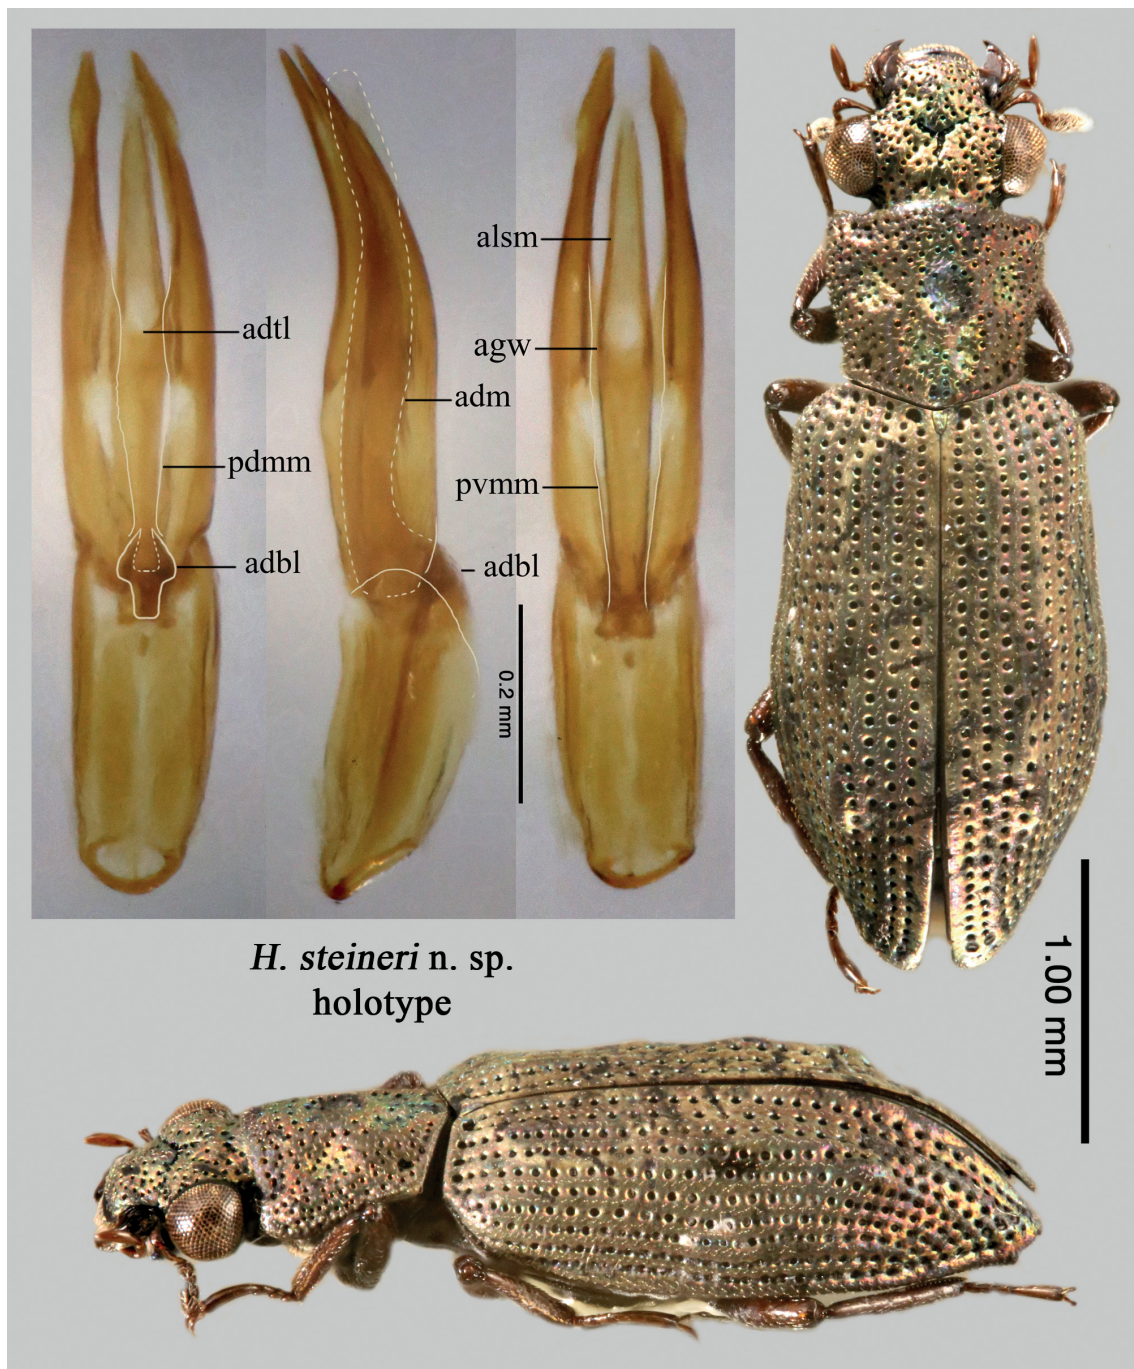 alsm
adtl
agw
adm
pdmm
pvmm
adbl
adbl
0.2 mm
H. steineri n. sp.
holotype
1.00 mm